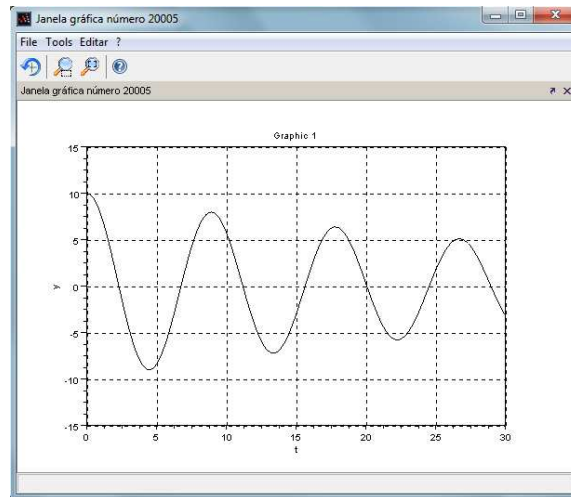 Janela gráfica número 20005
File Tools Editar ?
Janela gráfica número 20005
Graphic 1
15
10
5
0
-5
-10
-15
y
0 5 10 15 20 25 30
t